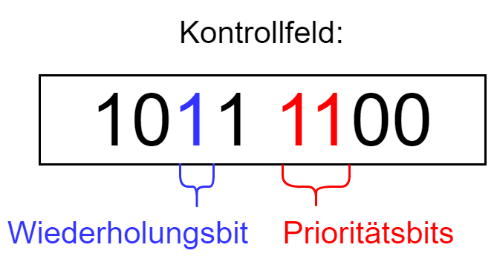 Kontrollfeld:
1011 1100
Wiederholungsbit Prioritätsbits